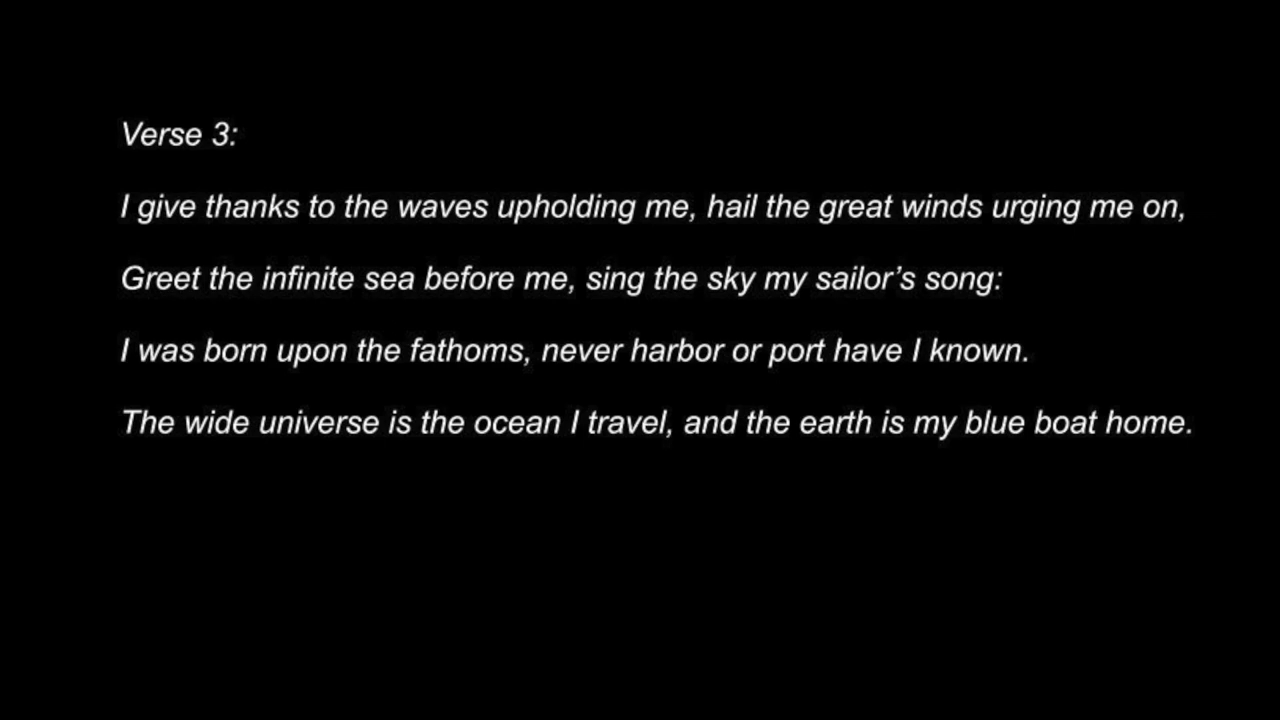 Verse 3:
I give thanks to the waves upholding me, hail the great winds urging me on,
Greet the infinite sea before me, sing the sky my sailor’s song:
I was born upon the fathoms, never harbor or port have I known.
The wide universe is the ocean I travel, and the earth is my blue boat home.